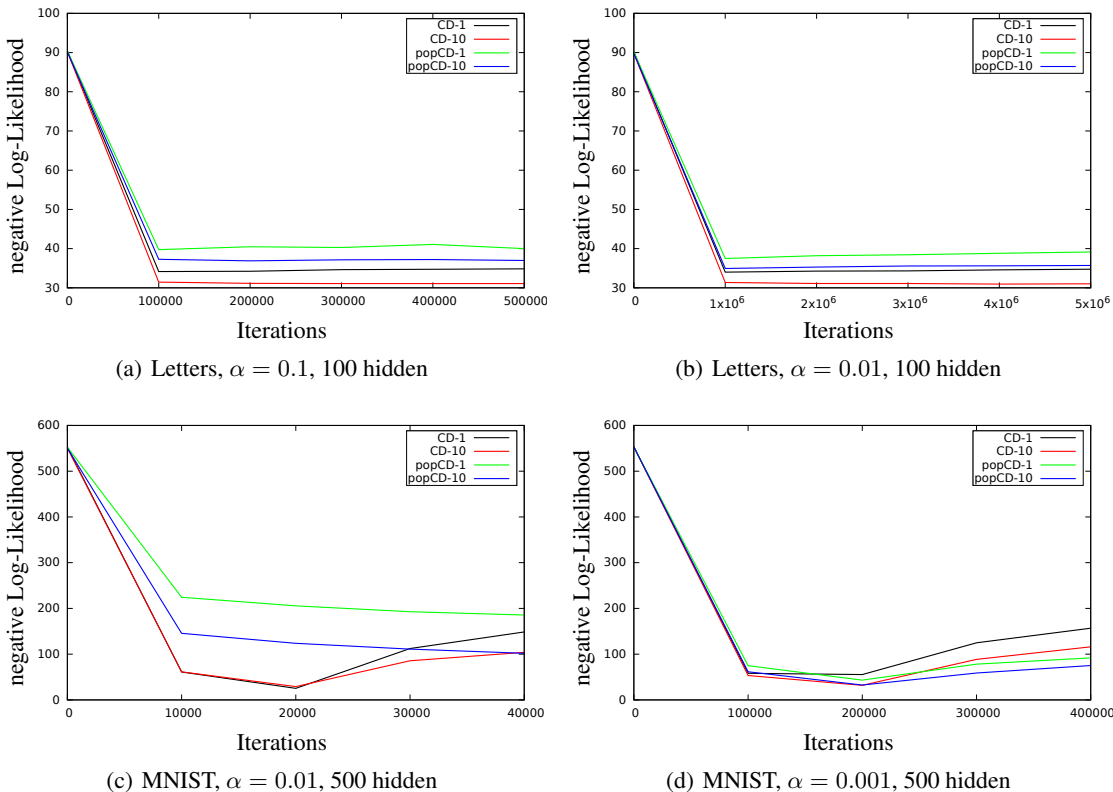 100
90
80
70
60
50
40
30
negative Log-Likelihood
CD-1
CD-10
popCD-1
popCD-10
0 100000 200000 300000 400000 500000
Iterations
(a) Letters, α = 0.1, 100 hidden
100
90
80
70
60
50
40
30
negative Log-Likelihood
CD-1
CD-10
popCD-1
popCD-10
0 1x10⁶ 2x10⁶ 3x10⁶ 4x10⁶ 5x10⁶
Iterations
(b) Letters, α = 0.01, 100 hidden
600
500
400
300
200
100
0
negative Log-Likelihood
CD-1
CD-10
popCD-1
popCD-10
0 10000 20000 30000 40000
Iterations
(c) MNIST, α = 0.01, 500 hidden
600
500
400
300
200
100
0
negative Log-Likelihood
CD-1
CD-10
popCD-1
popCD-10
0 100000 200000 300000 400000
Iterations
(d) MNIST, α = 0.001, 500 hidden